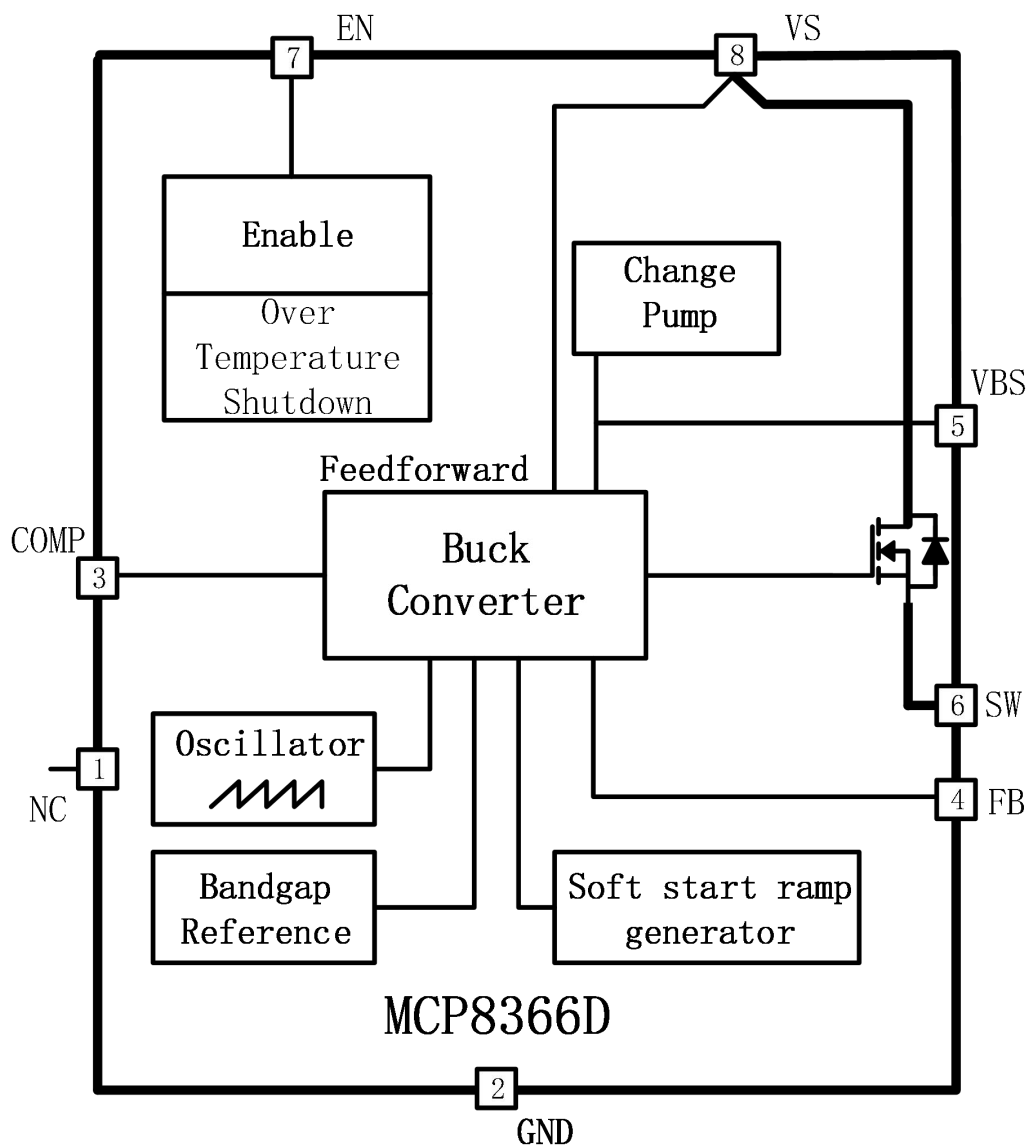 EN
VS
7
8
Enable
Over
Temperature
Shutdown
Change
Pump
VBS
5
Feedforward
COMP
3
Buck
Converter
6
SW
Oscillator
1
NC
4
FB
Bandgap
Reference
Soft start ramp
generator
MCP8366D
2
GND